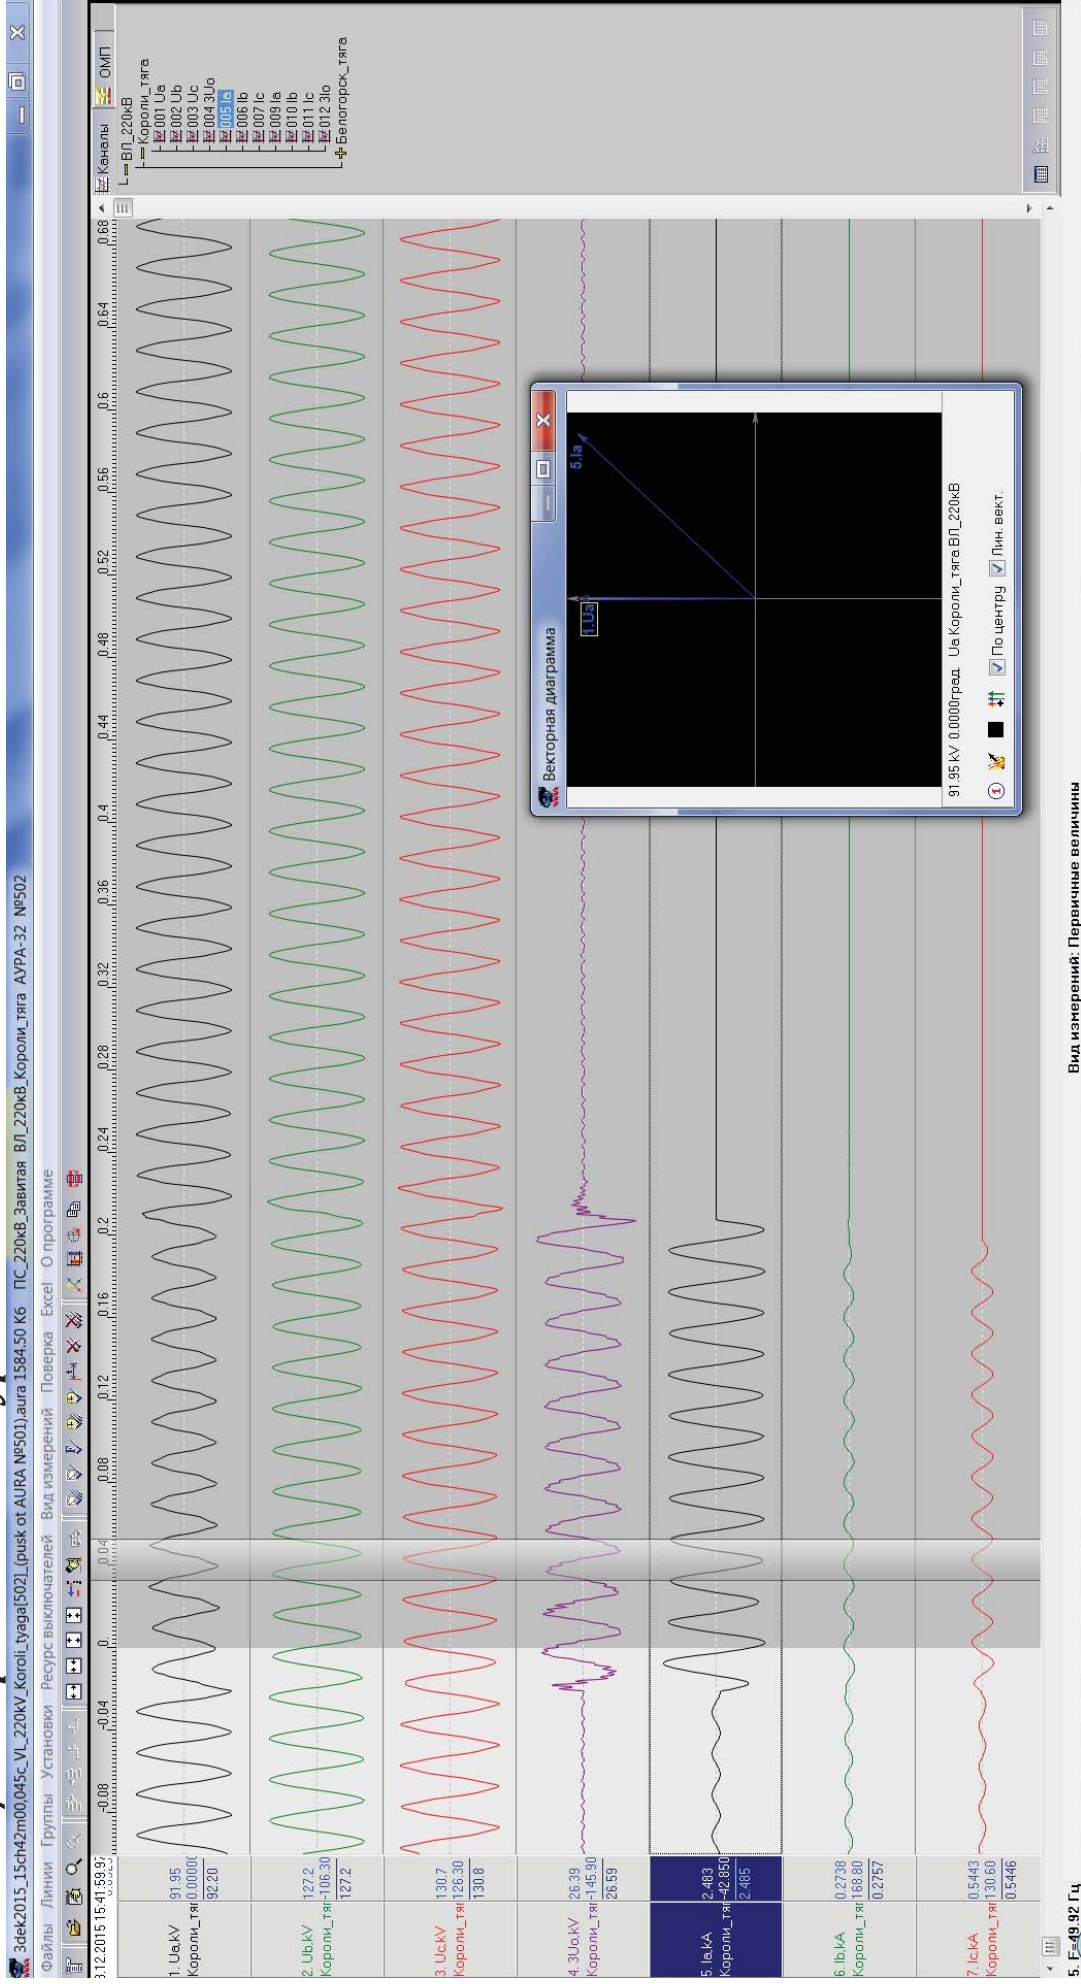 3dek2015_15ch42m00,045c_VL_220kV_Koroli_tyaga[502]_(pusk ot AURA №501).aura 1584.50 Кб ПС_220кВ_Завитая ВЛ_220кВ_Короли_тяга АУРА-32 №502
Файлы Линии Группы Установки Ресурс выключателей Вид измерений Поверка Excel О программе
3.12.2015 15:41:59.97
-0.08 -0.04 0. 0.04 0.08 0.12 0.16 0.2 0.24 0.28 0.32 0.36 0.4 0.44 0.48 0.52 0.56 0.6 0.64 0.68
1. Ua,kV 91.95
Короли_тяг 0.0000
92.20
2. Ub,kV 127.2
Короли_тяг -106.30
127.2
3. Uc,kV 130.7
Короли_тяг 126.30
130.8
4. 3Uo,kV 26.39
Короли_тяг -145.90
26.59
5. Ia,kA 2.483
Короли_тяг -42.850
2.485
6. Ib,kA 0.2738
Короли_тяг 168.80
0.2757
7. Ic,kA 0.5443
Короли_тяг 130.60
0.5446
Каналы ОМП
ВЛ_220кВ
Короли_тяга
001 Ua
002 Ub
003 Uc
004 3Uo
005 Ia
006 Ib
007 Ic
009 Ia
010 Ib
011 Ic
012 3Io
Белогорск_тяга
Векторная диаграмма
1.Ua
5.Ia
91.95 kV 0.0000град. Ua Короли_тяга ВЛ_220кВ
По центру Лин. вект.
5. F=49.92 Гц Вид измерений: Первичные величины